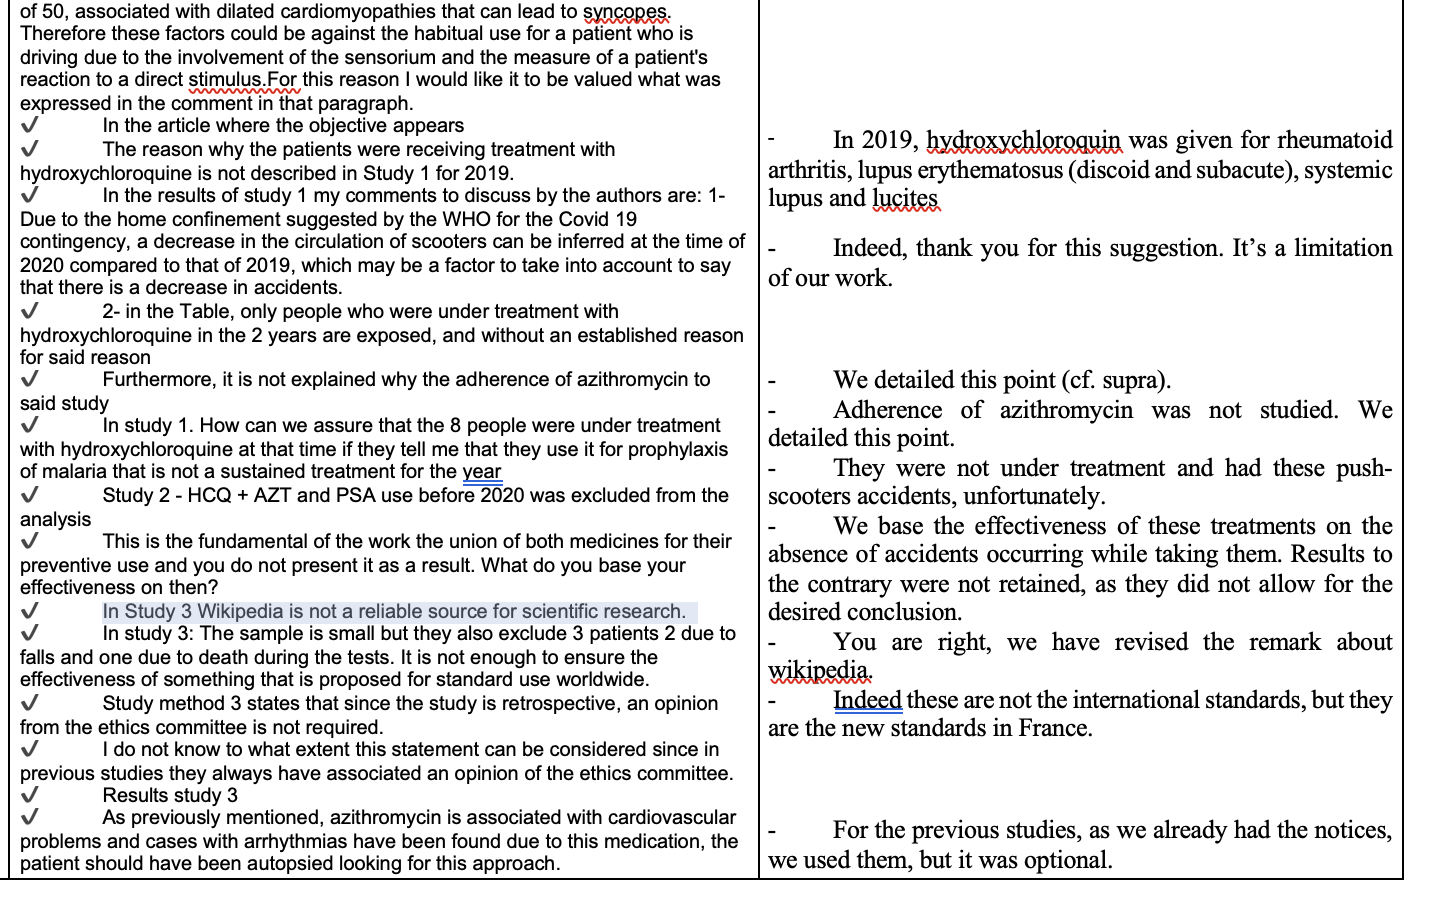 of 50, associated with dilated cardiomyopathies that can lead to syncopes.
Therefore these factors could be against the habitual use for a patient who is
driving due to the involvement of the sensorium and the measure of a patient's
reaction to a direct stimulus.For this reason I would like it to be valued what was
expressed in the comment in that paragraph.
✓ In the article where the objective appears
✓ The reason why the patients were receiving treatment with
hydroxychloroquine is not described in Study 1 for 2019.
✓ In the results of study 1 my comments to discuss by the authors are: 1-
Due to the home confinement suggested by the WHO for the Covid 19
contingency, a decrease in the circulation of scooters can be inferred at the time of
2020 compared to that of 2019, which may be a factor to take into account to say
that there is a decrease in accidents.
✓ 2- in the Table, only people who were under treatment with
hydroxychloroquine in the 2 years are exposed, and without an established reason
for said reason
✓ Furthermore, it is not explained why the adherence of azithromycin to
said study
✓ In study 1. How can we assure that the 8 people were under treatment
with hydroxychloroquine at that time if they tell me that they use it for prophylaxis
of malaria that is not a sustained treatment for the year
✓ Study 2 - HCQ + AZT and PSA use before 2020 was excluded from the
analysis
✓ This is the fundamental of the work the union of both medicines for their
preventive use and you do not present it as a result. What do you base your
effectiveness on then?
✓ In Study 3 Wikipedia is not a reliable source for scientific research.
✓ In study 3: The sample is small but they also exclude 3 patients 2 due to
falls and one due to death during the tests. It is not enough to ensure the
effectiveness of something that is proposed for standard use worldwide.
✓ Study method 3 states that since the study is retrospective, an opinion
from the ethics committee is not required.
✓ I do not know to what extent this statement can be considered since in
previous studies they always have associated an opinion of the ethics committee.
✓ Results study 3
✓ As previously mentioned, azithromycin is associated with cardiovascular
problems and cases with arrhythmias have been found due to this medication, the
patient should have been autopsied looking for this approach.
- In 2019, hydroxychloroquin was given for rheumatoid
arthritis, lupus erythematosus (discoid and subacute), systemic
lupus and lucites
- Indeed, thank you for this suggestion. It's a limitation
of our work.
- We detailed this point (cf. supra).
- Adherence of azithromycin was not studied. We
detailed this point.
- They were not under treatment and had these push-
scooters accidents, unfortunately.
- We base the effectiveness of these treatments on the
absence of accidents occurring while taking them. Results to
the contrary were not retained, as they did not allow for the
desired conclusion.
- You are right, we have revised the remark about
wikipedia.
- Indeed these are not the international standards, but they
are the new standards in France.
- For the previous studies, as we already had the notices,
we used them, but it was optional.